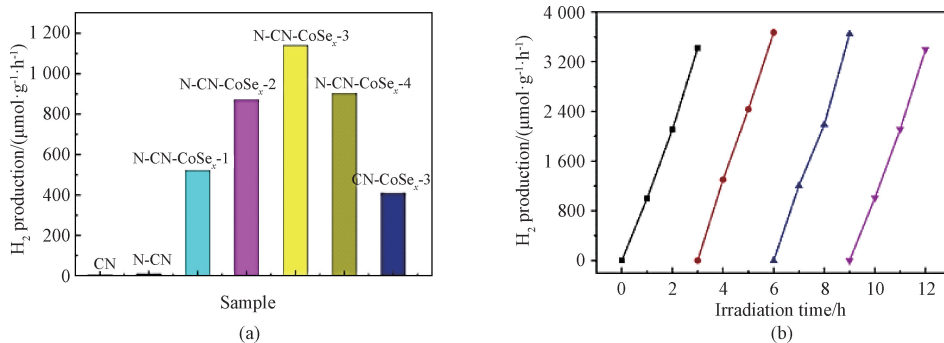 H₂ production/(μmol·g⁻¹·h⁻¹)
1 200
1 000
800
600
400
200
0
CN
N-CN
N-CN-CoSeₓ-1
N-CN-CoSeₓ-2
N-CN-CoSeₓ-3
N-CN-CoSeₓ-4
CN-CoSeₓ-3
Sample
(a)
H₂ production/(μmol·g⁻¹·h⁻¹)
4 000
3 200
2 400
1 600
800
0
0 2 4 6 8 10 12
Irradiation time/h
(b)